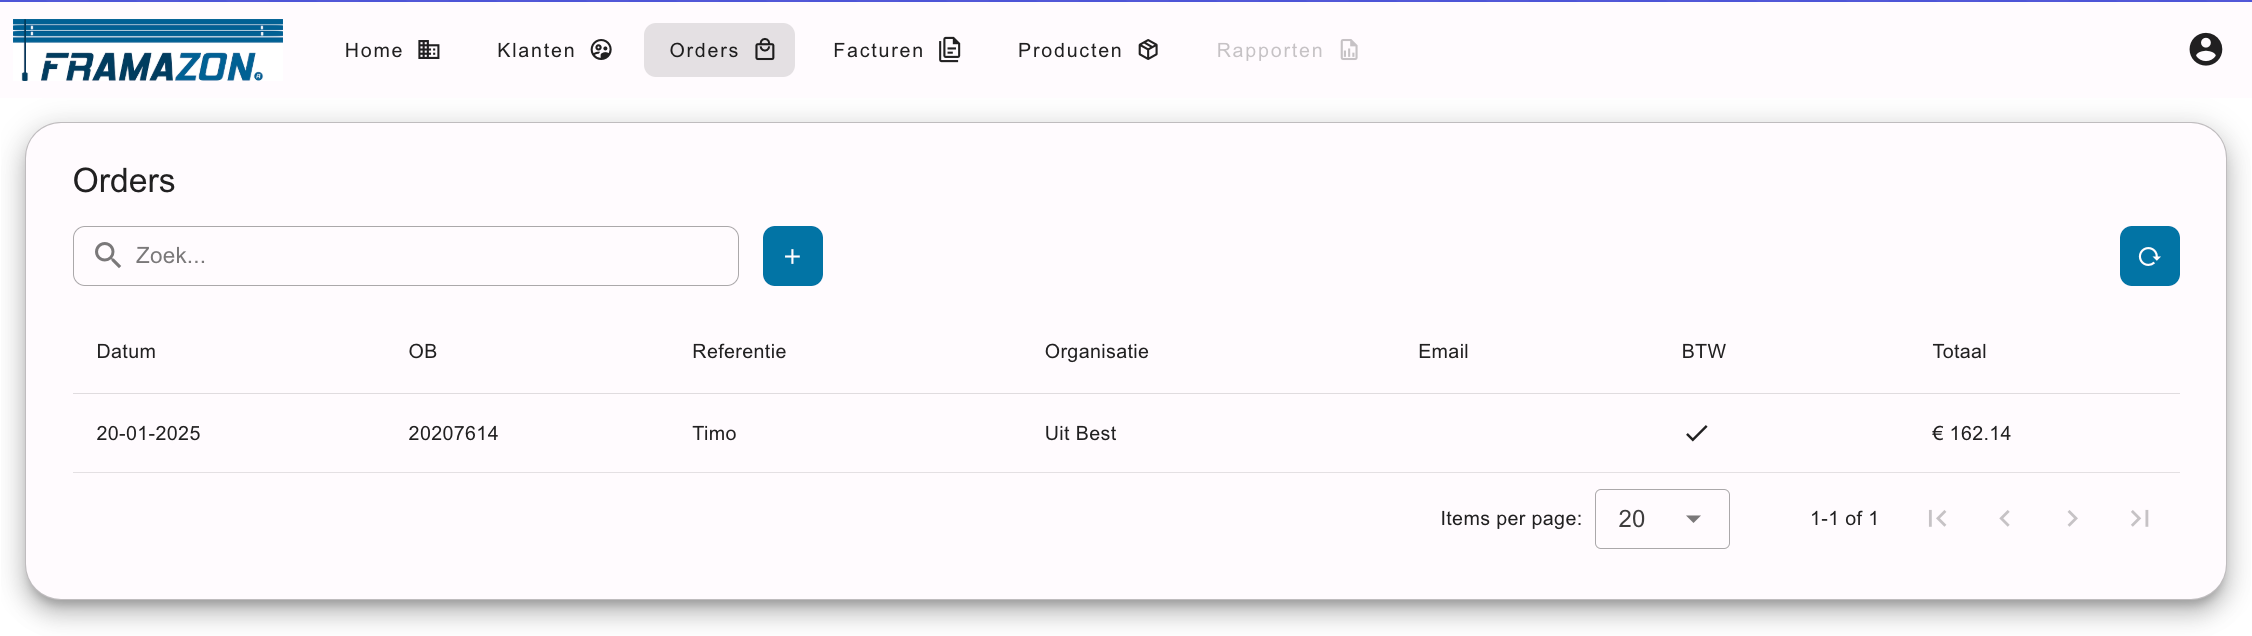 FRAMAZON®
Home Klanten Orders Facturen Producten Rapporten
Orders
Zoek...
+
Datum OB Referentie Organisatie Email BTW Totaal
20-01-2025 20207614 Timo Uit Best € 162.14
Items per page: 20 1-1 of 1